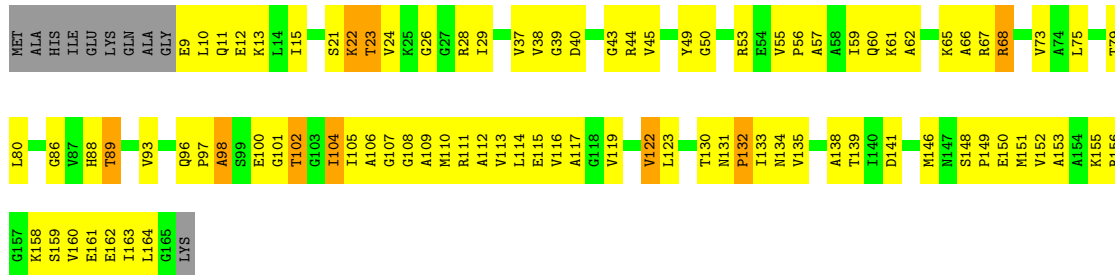 MET ALA HIS ILE GLU LYS GLN ALA GLY E9 L10 Q11 E12 K13 L14 I15 S21 K22 T23 V24 K25 G26 G27 R28 I29 V37 V38 G39 D40 G43 R44 V45 Y49 G50 R53 E54 V55 P56 A57 A58 I59 Q60 K61 A62 K65 A66 R67 R68 V73 A74 L75 T79
L80 G86 V87 H88 T89 V93 Q96 P97 A98 S99 E100 G101 T102 G103 I104 I105 A106 G107 G108 A109 M110 R111 A112 V113 L114 E115 V116 A117 G118 V119 V122 L123 T130 N131 P132 I133 N134 V135 A138 T139 I140 D141 M146 N147 S148 P149 E150 M151 V152 A153 A154 K155 R156
G157 K158 S159 V160 E161 E162 I163 L164 G165 LYS